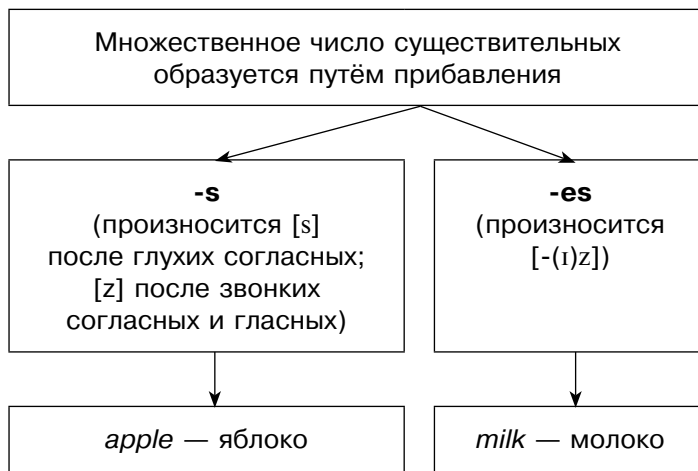 Множественное число существительных
образуется путём прибавления
-s
(произносится [s]
после глухих согласных;
[z] после звонких
согласных и гласных)
-es
(произносится
[-(ɪ)z])
apple — яблоко
milk — молоко